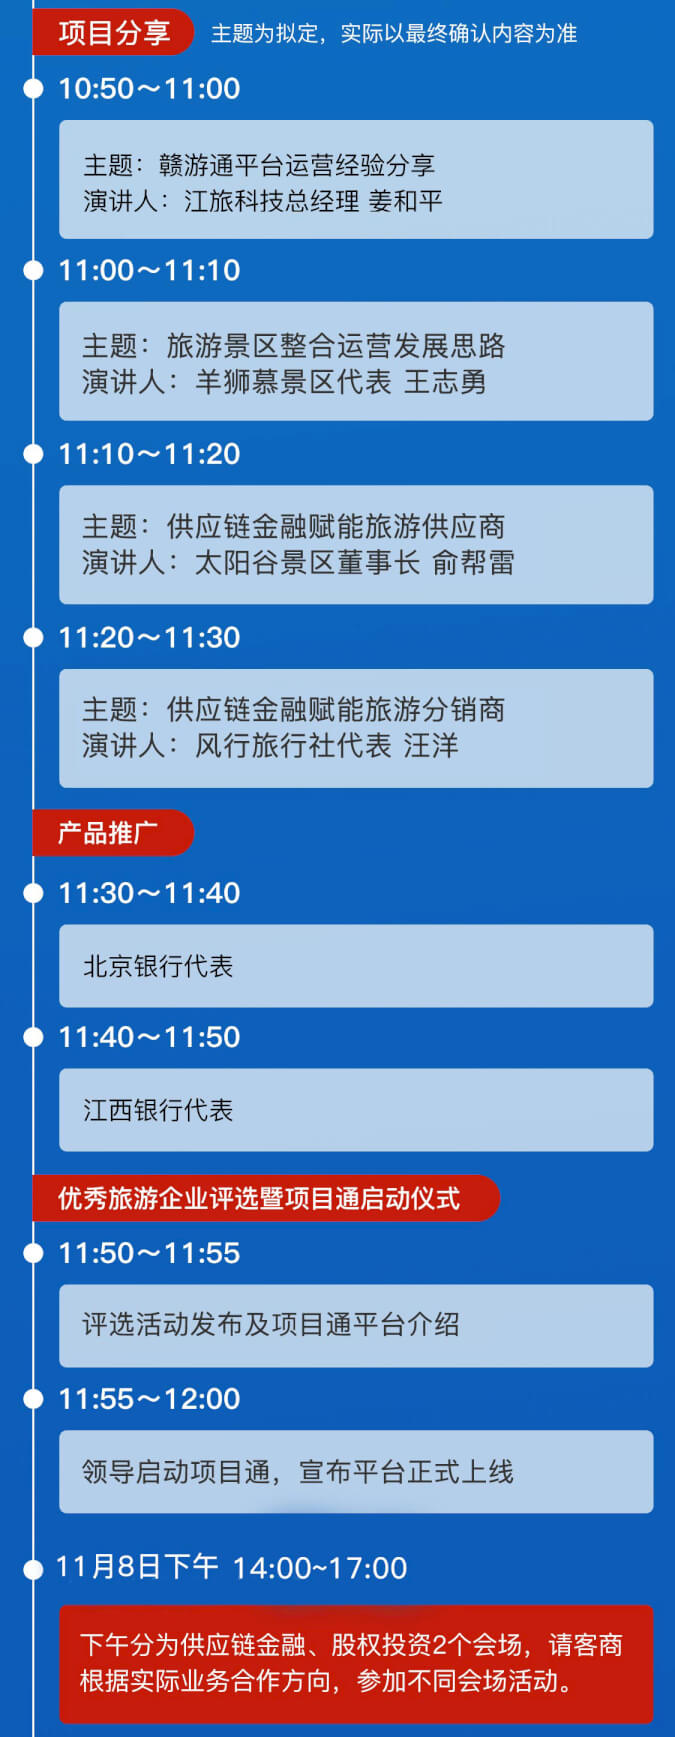 项目分享 主题为拟定，实际以最终确认内容为准
10:50～11:00
主题：赣游通平台运营经验分享
演讲人：江旅科技总经理 姜和平
11:00～11:10
主题：旅游景区整合运营发展思路
演讲人：羊狮慕景区代表 王志勇
11:10～11:20
主题：供应链金融赋能旅游供应商
演讲人：太阳谷景区董事长 俞帮雷
11:20～11:30
主题：供应链金融赋能旅游分销商
演讲人：风行旅行社代表 汪洋
产品推广
11:30～11:40
北京银行代表
11:40～11:50
江西银行代表
优秀旅游企业评选暨项目通启动仪式
11:50～11:55
评选活动发布及项目通平台介绍
11:55～12:00
领导启动项目通，宣布平台正式上线
11月8日下午 14:00~17:00
下午分为供应链金融、股权投资2个会场，请客商
根据实际业务合作方向，参加不同会场活动。